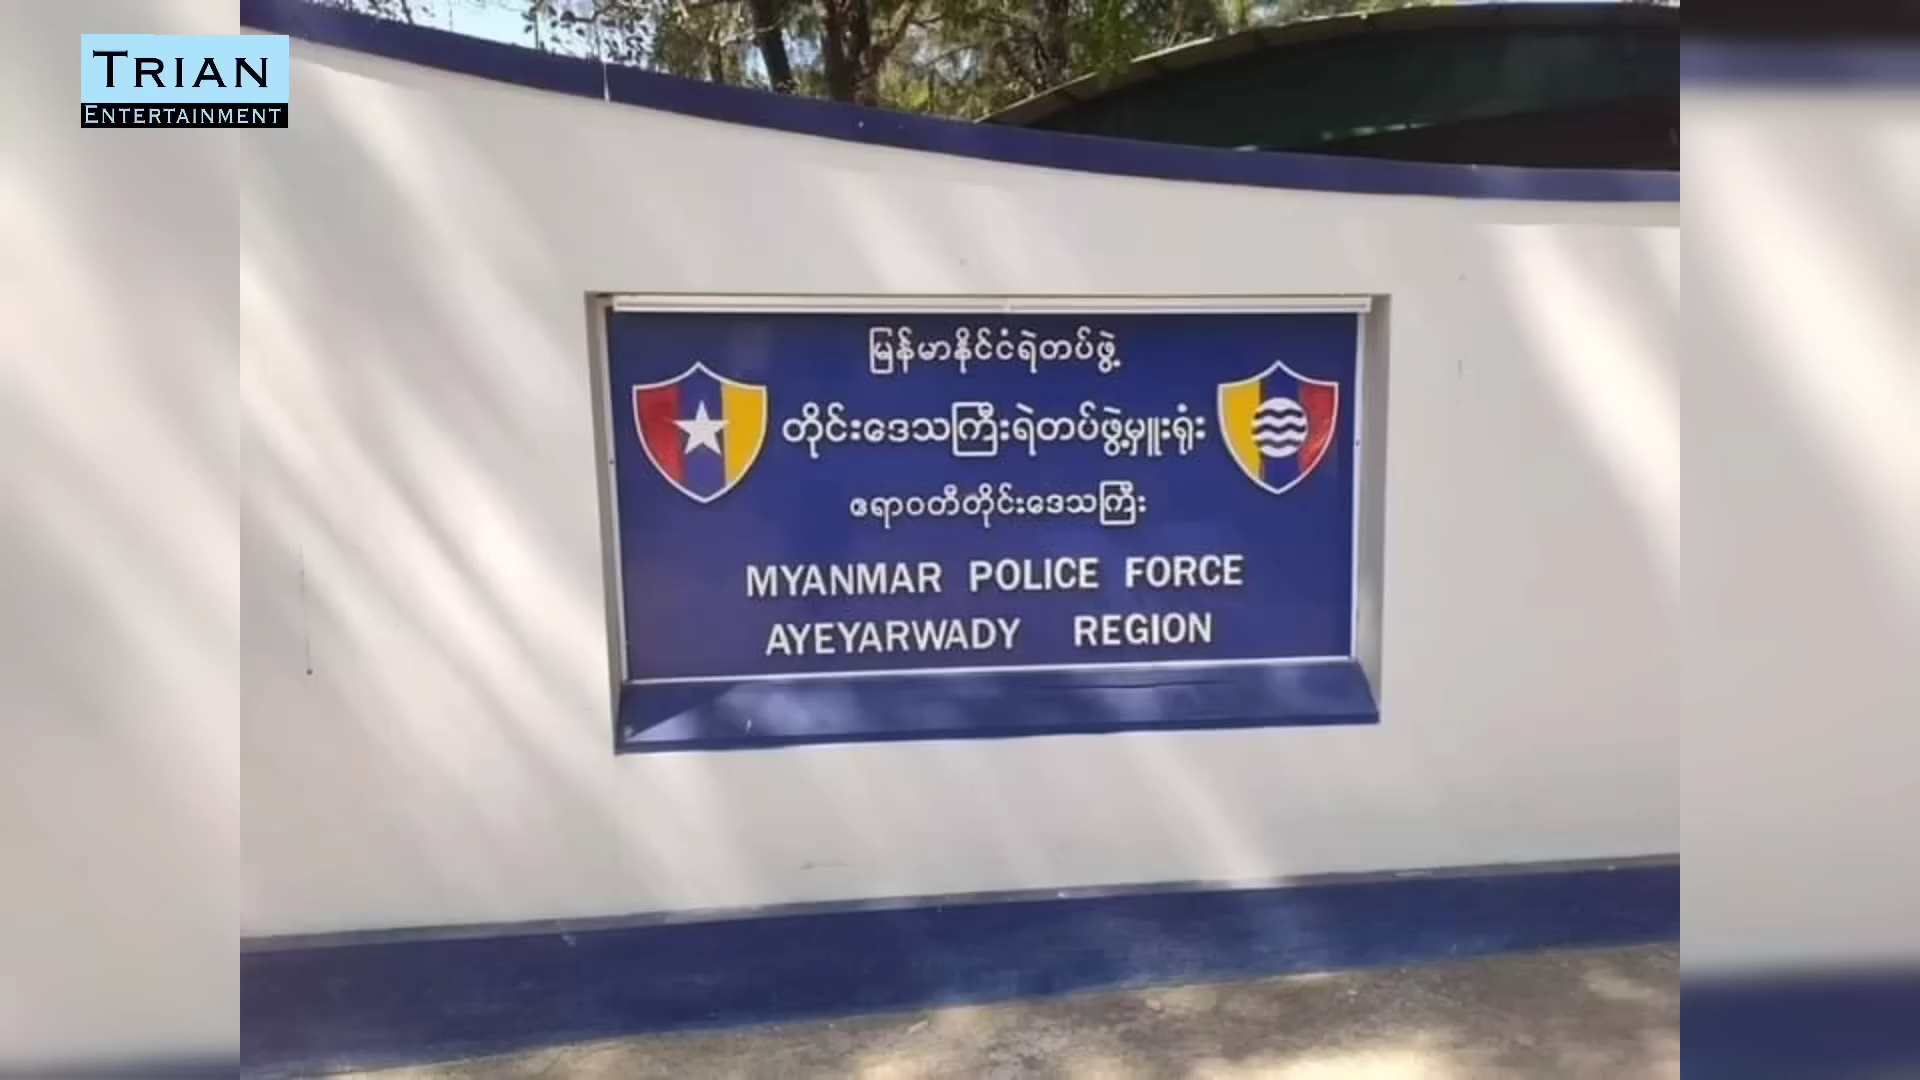 TRIAN
ENTERTAINMENT
မြန်မာနိုင်ငံရဲတပ်ဖွဲ့
တိုင်းဒေသကြီးရဲတပ်ဖွဲ့မှူးရုံး
ဧရာဝတီတိုင်းဒေသကြီး
MYANMAR POLICE FORCE
AYEYARWADY REGION